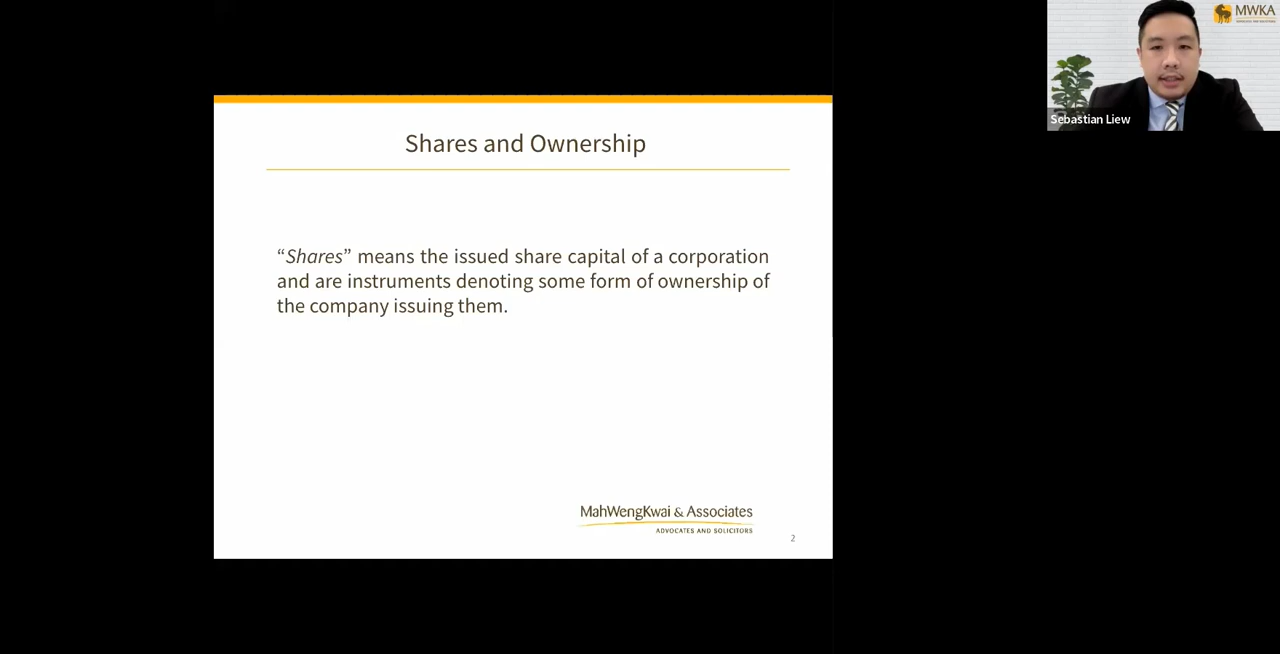 MWKA
Sebastian Liew
Shares and Ownership
“Shares” means the issued share capital of a corporation
and are instruments denoting some form of ownership of
the company issuing them.
MahWengKwai & Associates
ADVOCATES AND SOLICITORS
2